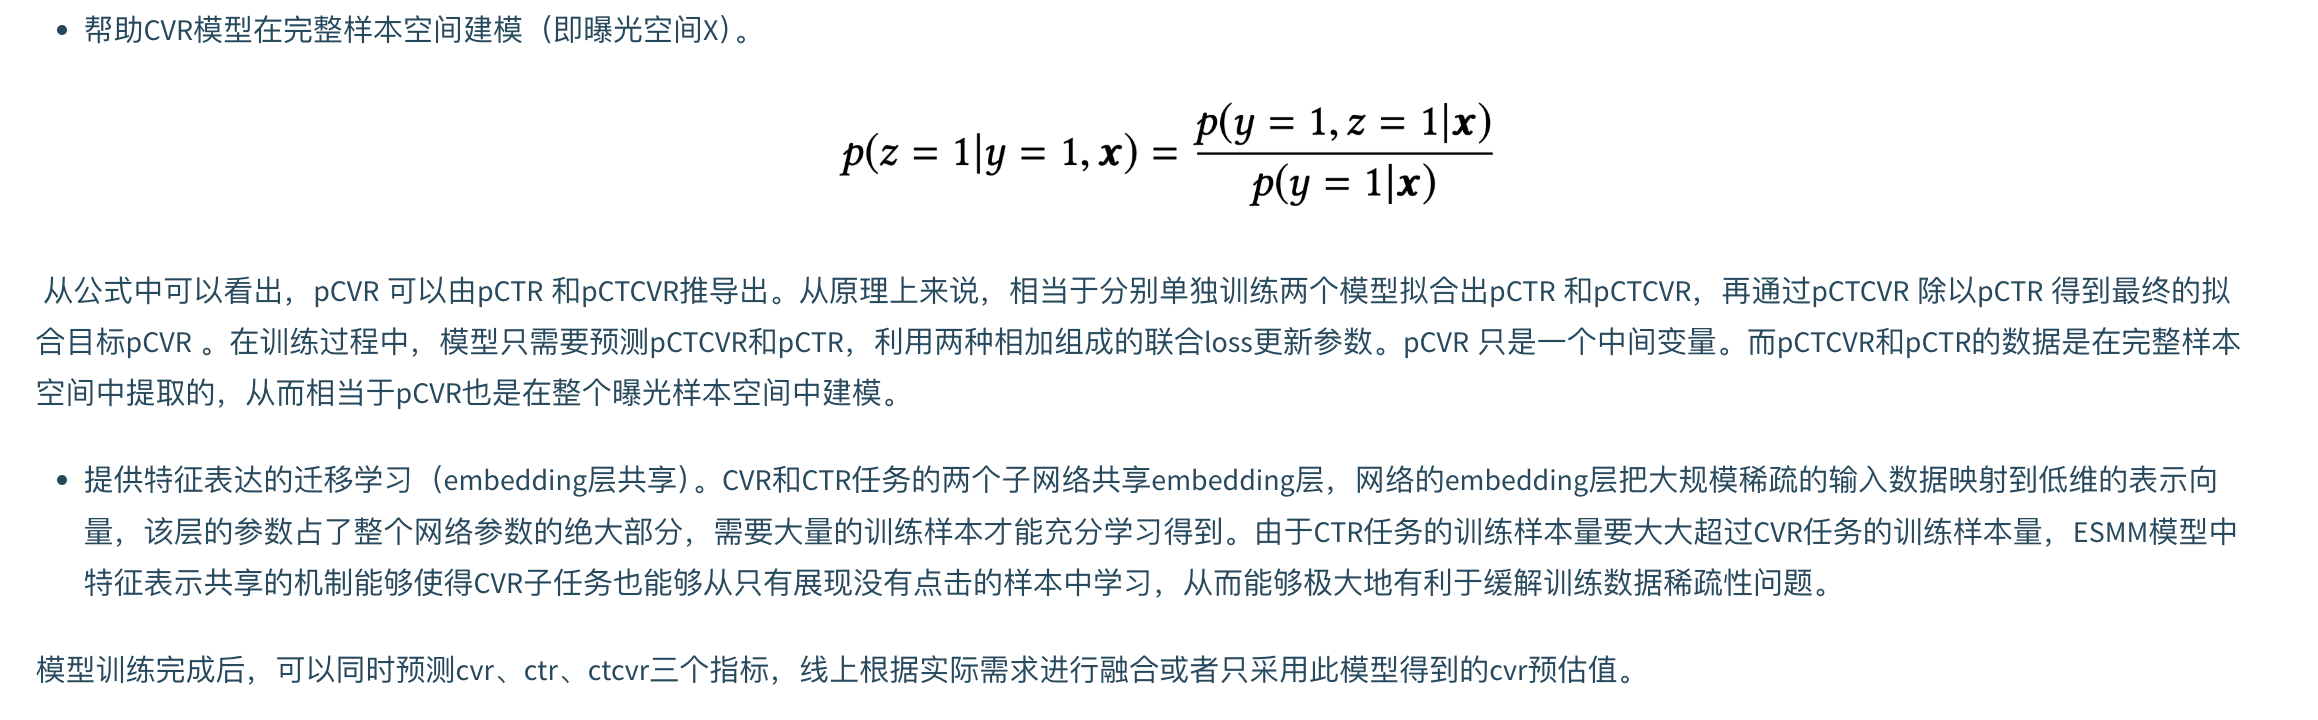 • 帮助CVR模型在完整样本空间建模（即曝光空间X）。
p(z = 1|y = 1, x) = p(y = 1, z = 1|x) / p(y = 1|x)
从公式中可以看出，pCVR 可以由pCTR 和pCTCVR推导出。从原理上来说，相当于分别单独训练两个模型拟合出pCTR 和pCTCVR，再通过pCTCVR 除以pCTR 得到最终的拟
合目标pCVR 。在训练过程中，模型只需要预测pCTCVR和pCTR，利用两种相加组成的联合loss更新参数。pCVR 只是一个中间变量。而pCTCVR和pCTR的数据是在完整样本
空间中提取的，从而相当于pCVR也是在整个曝光样本空间中建模。
• 提供特征表达的迁移学习（embedding层共享）。CVR和CTR任务的两个子网络共享embedding层，网络的embedding层把大规模稀疏的输入数据映射到低维的表示向
量，该层的参数占了整个网络参数的绝大部分，需要大量的训练样本才能充分学习得到。由于CTR任务的训练样本量要大大超过CVR任务的训练样本量，ESMM模型中
特征表示共享的机制能够使得CVR子任务也能够从只有展现没有点击的样本中学习，从而能够极大地有利于缓解训练数据稀疏性问题。
模型训练完成后，可以同时预测cvr、ctr、ctcvr三个指标，线上根据实际需求进行融合或者只采用此模型得到的cvr预估值。